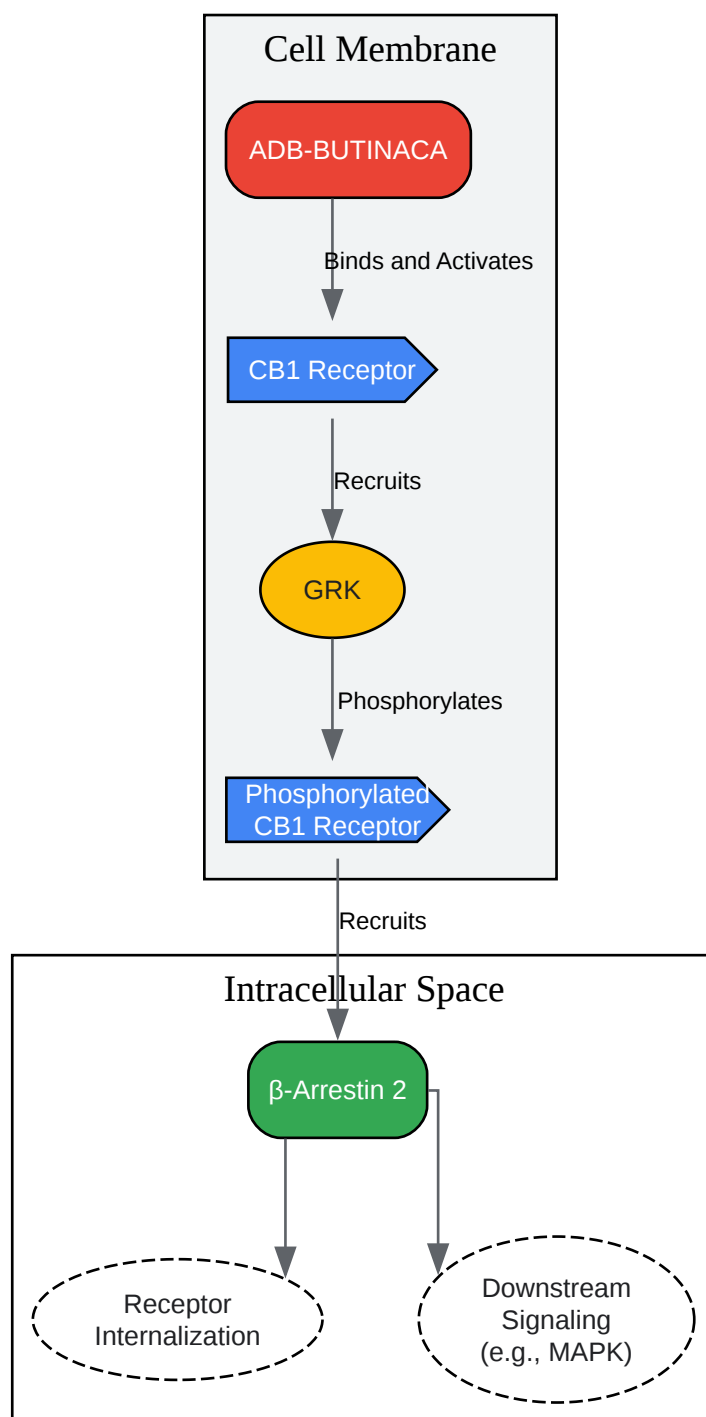 Cell Membrane
ADB-BUTINACA
Binds and Activates
CB1 Receptor
Recruits
GRK
Phosphorylates
Phosphorylated
CB1 Receptor
Recruits
Intracellular Space
β-Arrestin 2
Receptor
Internalization
Downstream
Signaling
(e.g., MAPK)